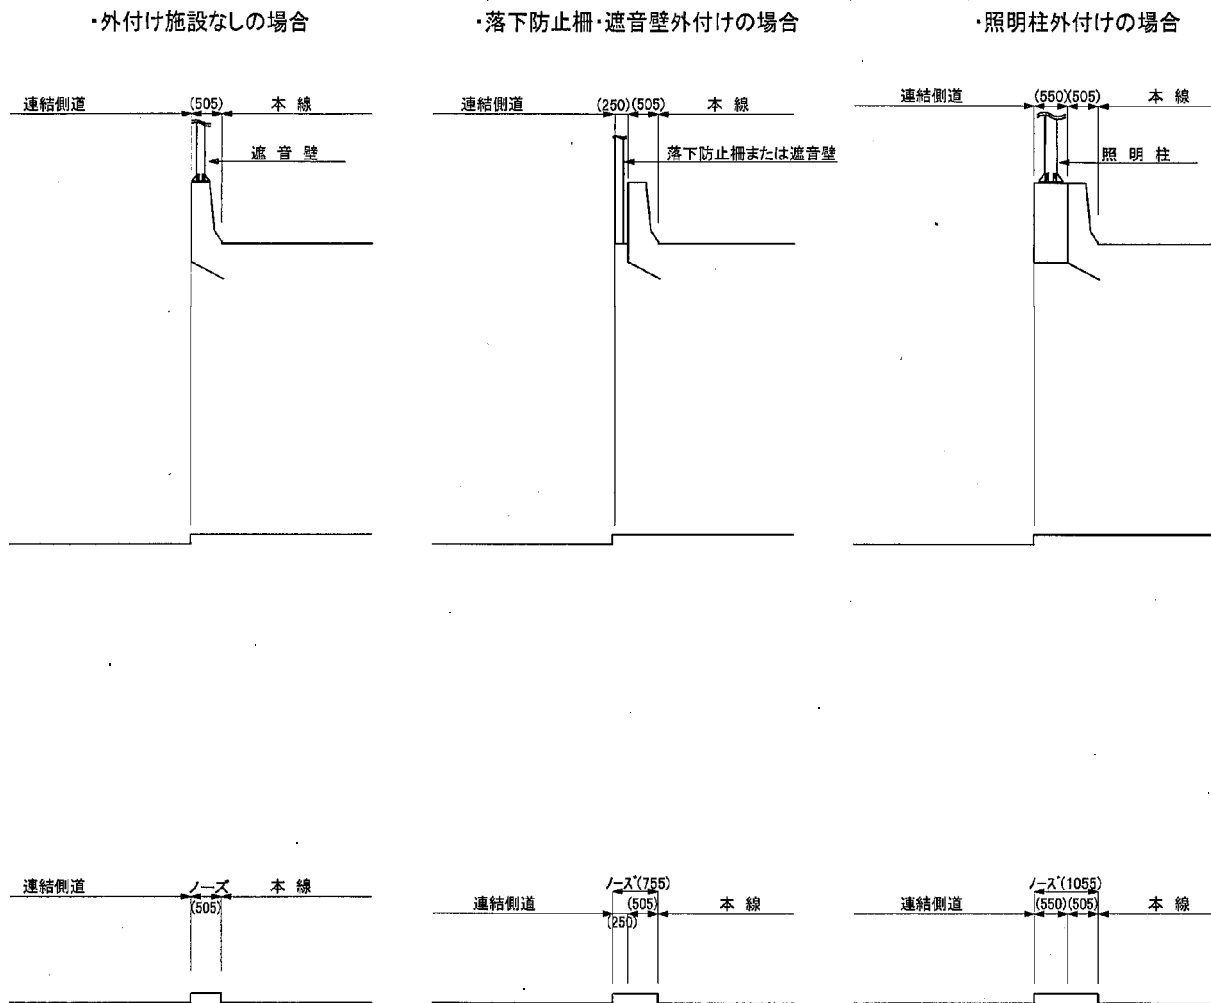 ・外付け施設なしの場合
連結側道
(505)
本線
遮音壁
連結側道
ノーズ
本線
(505)
・落下防止柵・遮音壁外付けの場合
連結側道
(250)(505)
本線
落下防止柵または遮音壁
ノーズ(755)
連結側道
(505)
本線
(250)
・照明柱外付けの場合
連結側道
(550)(505)
本線
照明柱
ノーズ(1055)
連結側道
(550)(505)
本線